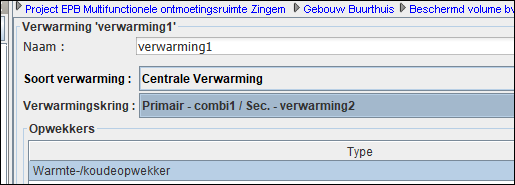 Project EPB Multifunctionele ontmoetingsruimte Zingem Gebouw Buurthuis Beschermd volume bv
Verwarming 'verwarming1'
Naam : verwarming1
Soort verwarming : Centrale Verwarming
Verwarmingskring : Primair - combi1 / Sec. - verwarming2
Opwekkers
Type
Warmte-/koudeopwekker